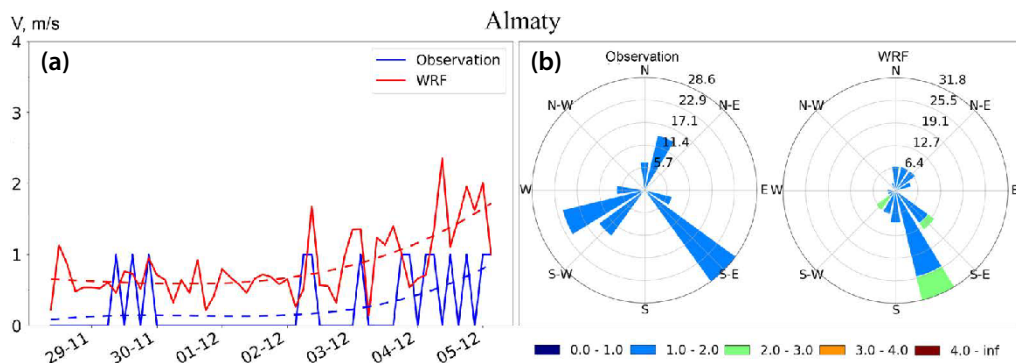 Almaty
V, m/s
4
3
2
1
0
(a)
Observation
WRF
29-11
30-11
01-12
02-12
03-12
04-12
05-12
(b)
Observation
N
N-E
E
S-E
S
S-W
W
N-W
28.6
22.9
17.1
11.4
5.7
WRF
N
N-E
E
S-E
S
S-W
W
N-W
31.8
25.5
19.1
12.7
6.4
0.0 - 1.0
1.0 - 2.0
2.0 - 3.0
3.0 - 4.0
4.0 - inf